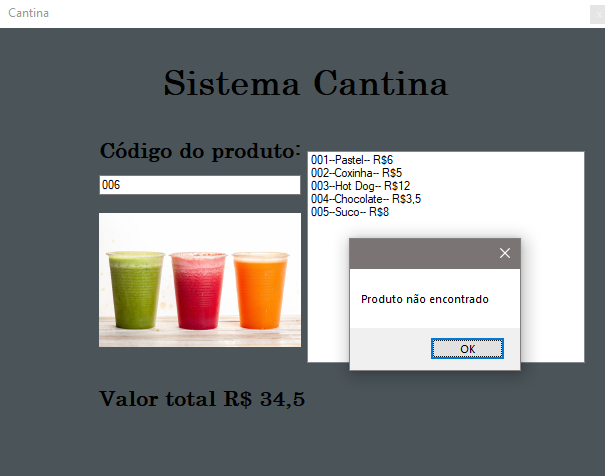 Cantina
Sistema Cantina
Código do produto:
006
001--Pastel-- R$6
002--Coxinha-- R$5
003--Hot Dog-- R$12
004--Chocolate-- R$3,5
005--Suco-- R$8
Produto não encontrado
OK
Valor total R$ 34,5